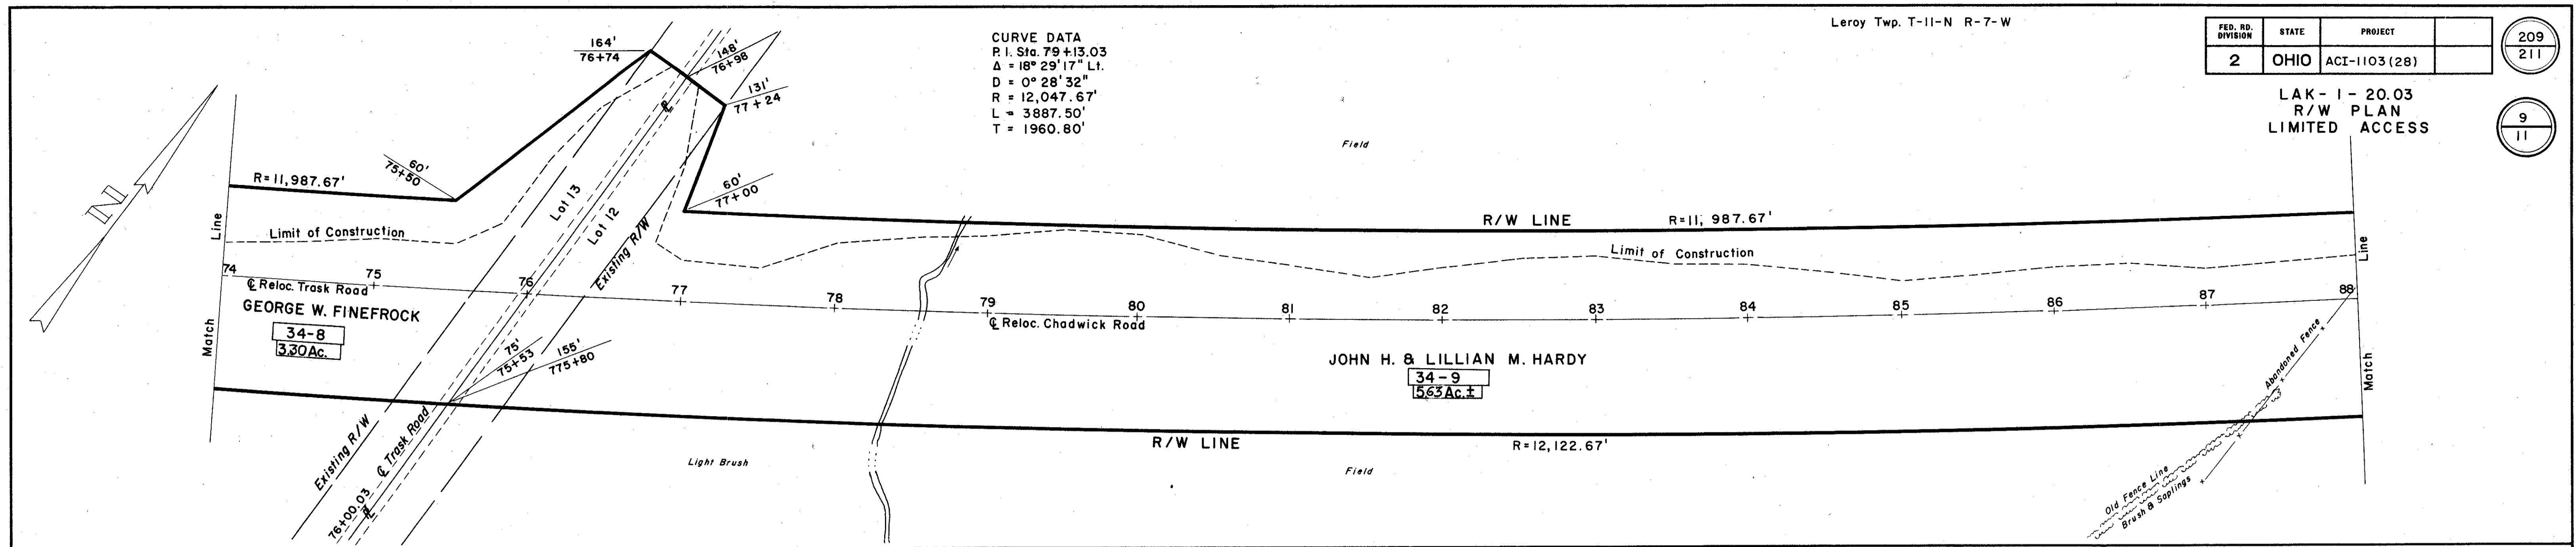 Leroy Twp. T-11-N R-7-W
FED. RD. DIVISION STATE PROJECT
2 OHIO ACI-1103(28)
209
211
LAK-1-20.03
R/W PLAN
LIMITED ACCESS
9
11
CURVE DATA
P.I. Sta. 79+13.03
Δ = 18° 29' 17" Lt.
D = 0° 28' 32"
R = 12,047.67'
L = 3887.50'
T = 1960.80'
164'
76+74
148'
76+98
131'
77+24
Field
N
60'
75+50
R=11,987.67'
60'
77+00
Lot 13
Lot 12
Existing R/W
R/W LINE R=11,987.67'
Match Line
Limit of Construction
Limit of Construction
Match Line
74 75 76 77 78 79 80 81 82 83 84 85 86 87 88
℄ Reloc. Trask Road
℄ Reloc. Chadwick Road
GEORGE W. FINEFROCK
34-8
3.30 Ac.
75'
75+53
155'
775+80
JOHN H. & LILLIAN M. HARDY
34-9
5.63 Ac.±
Abandoned Fence
Existing R/W
℄ Trask Road
76+00.03
R/W LINE
R=12,122.67'
Light Brush
Field
Old Fence Line
Brush & Saplings